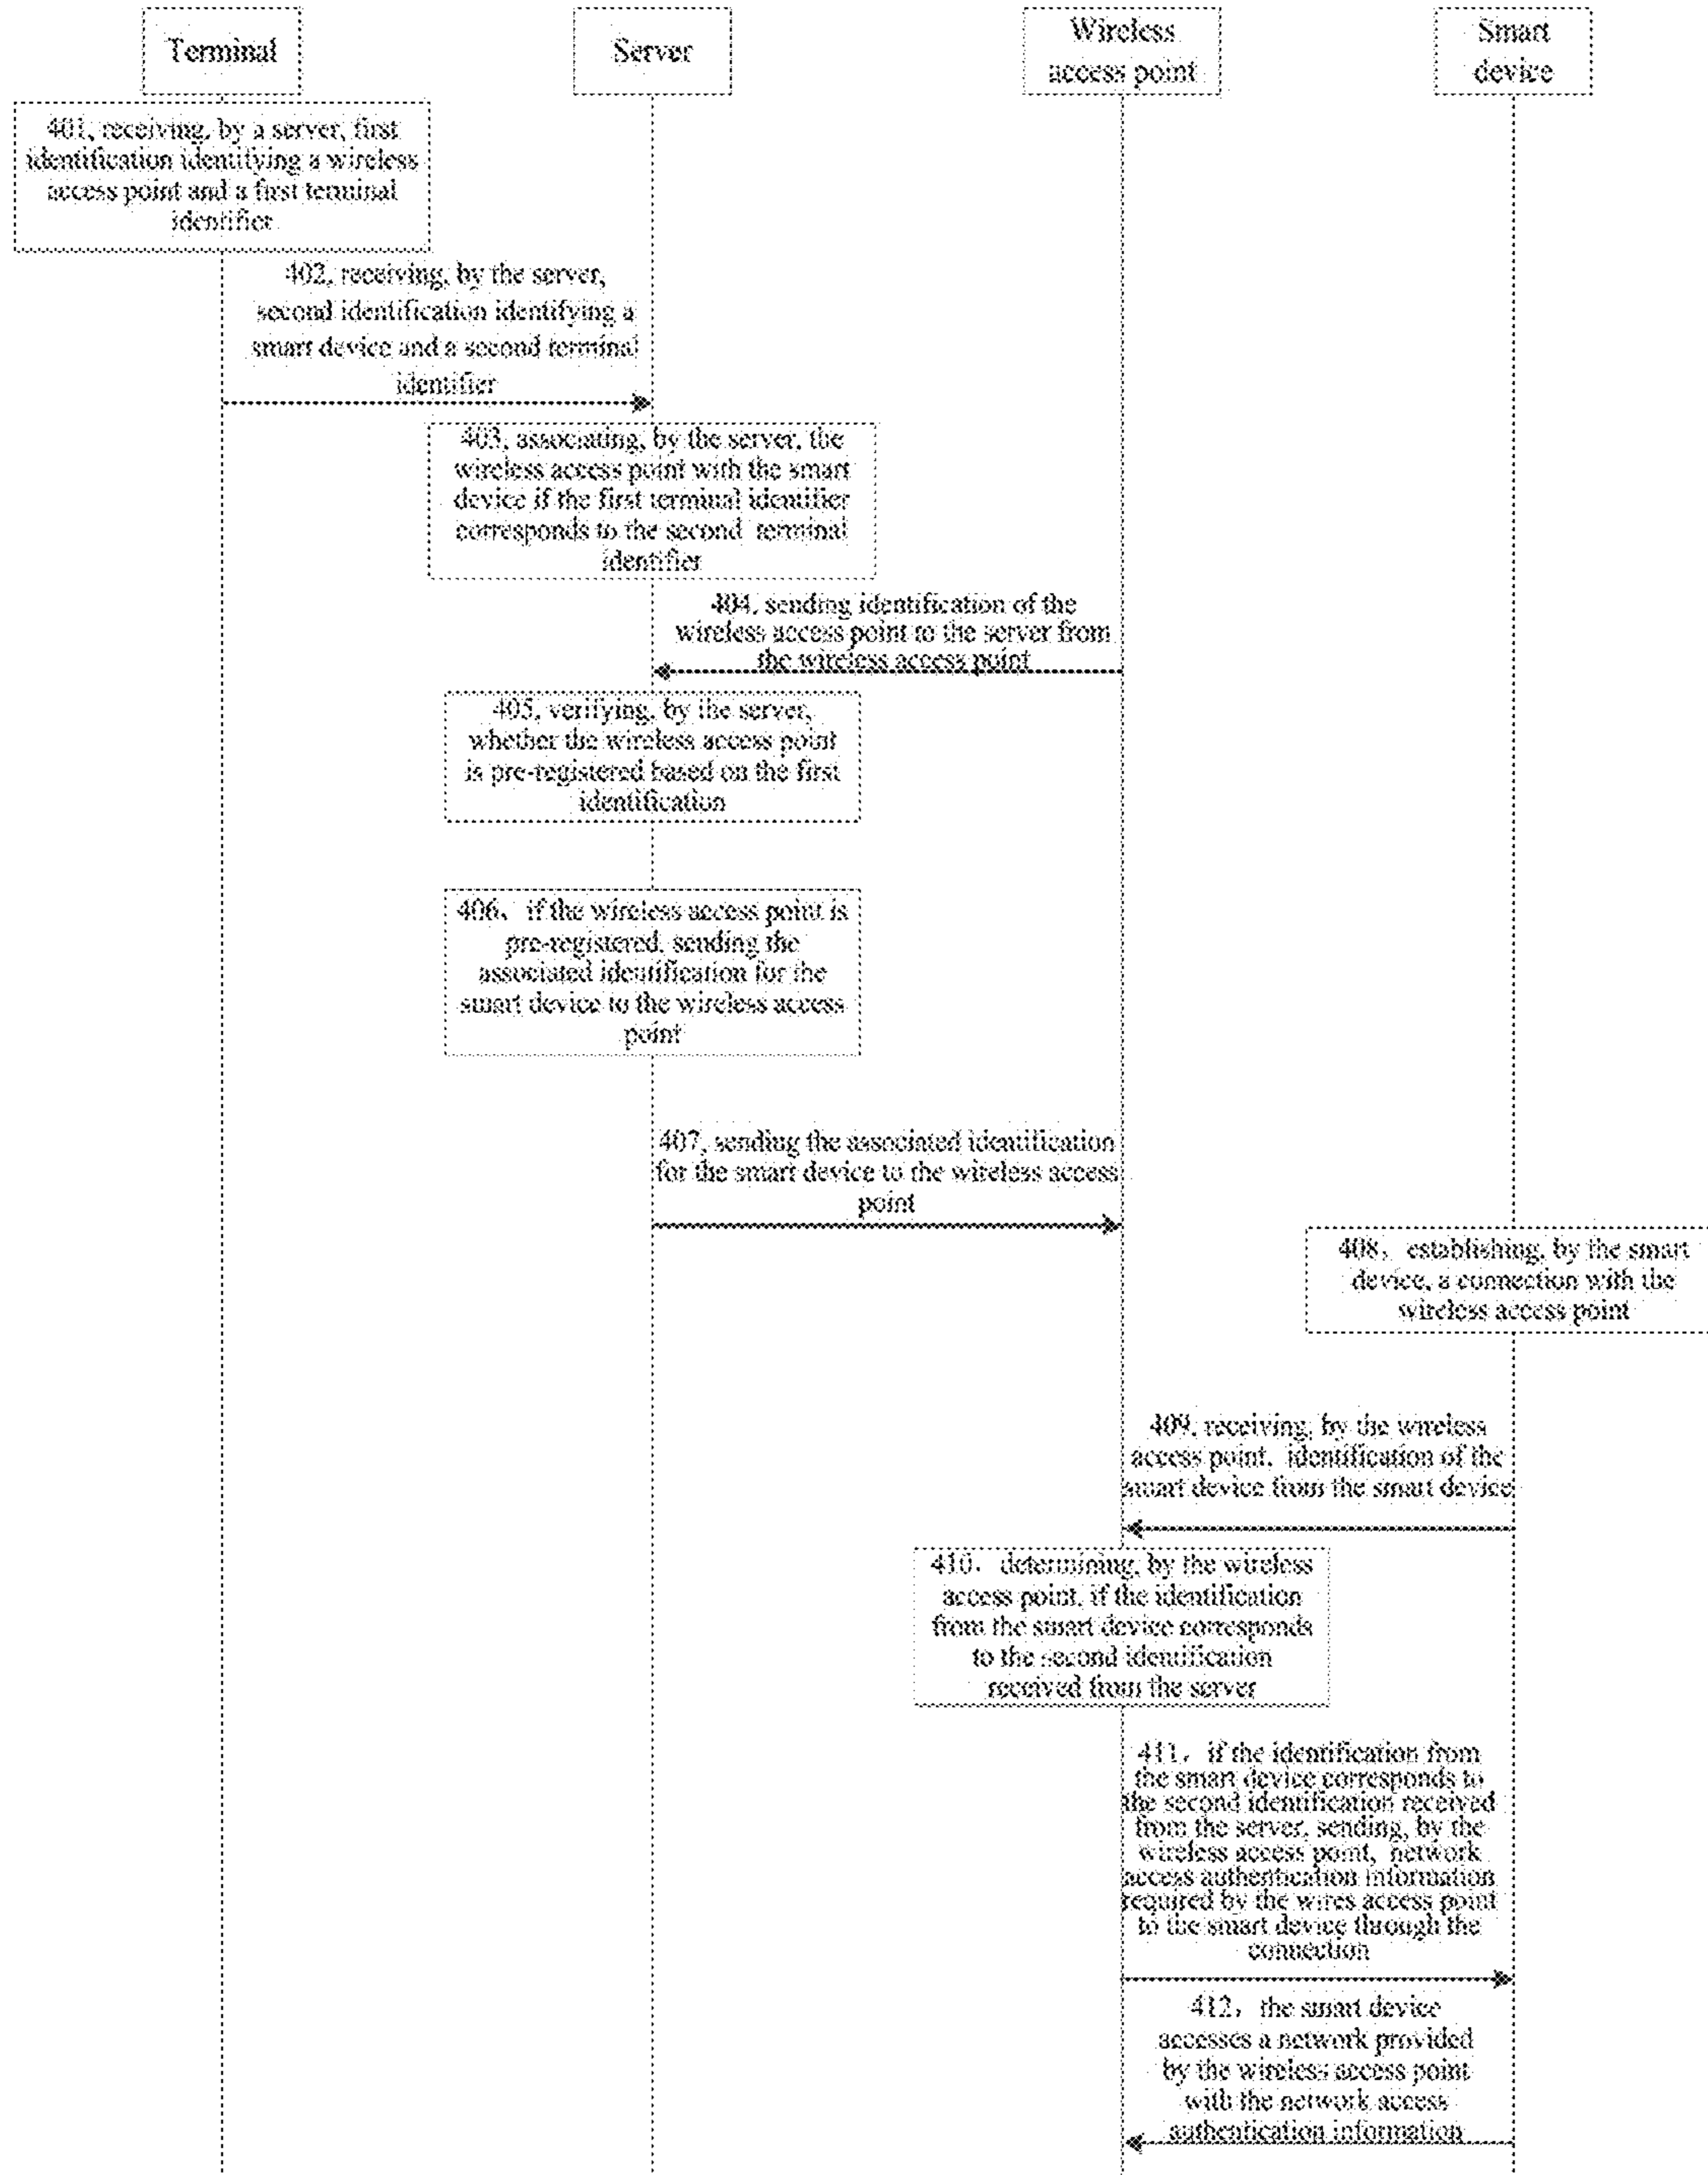 Terminal
Server
Wireless
access point
Smart
device
401, receiving, by a server, first
identification identifying a wireless
access point and a first terminal
identifier
402, receiving, by the server,
second identification identifying a
smart device and a second terminal
identifier
403, associating, by the server, the
wireless access point with the smart
device if the first terminal identifier
corresponds to the second terminal
identifier
404, sending identification of the
wireless access point to the server from
the wireless access point
405, verifying, by the server,
whether the wireless access point
is pre-registered based on the first
identification
406, if the wireless access point is
pre-registered, sending the
associated identification for the
smart device to the wireless access
point
407, sending the associated identification
for the smart device to the wireless access
point
408, establishing, by the smart
device, a connection with the
wireless access point
409, receiving, by the wireless
access point, identification of the
smart device from the smart device
410, determining, by the wireless
access point, if the identification
from the smart device corresponds
to the second identification
received from the server
411, if the identification from
the smart device corresponds to
the second identification received
from the server, sending, by the
wireless access point, network
access authentication information
required by the wires access point
to the smart device through the
connection
412, the smart device
accesses a network provided
by the wireless access point
with the network access
authentication information